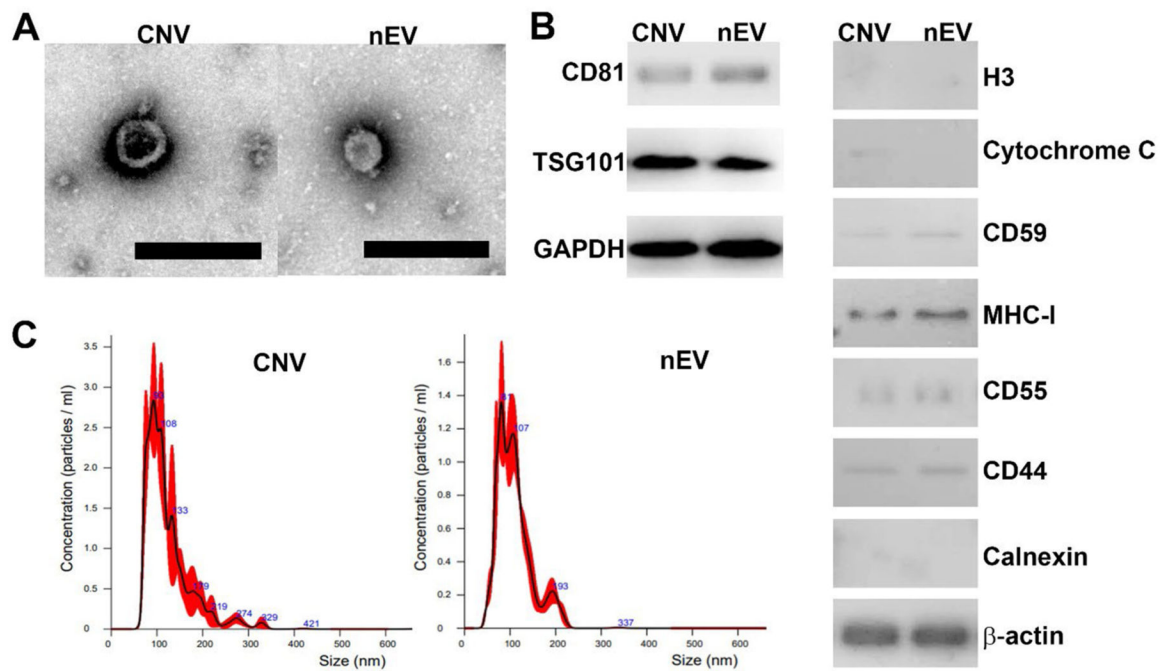 A
CNV
nEV
B
CNV
nEV
CD81
TSG101
GAPDH
CNV
nEV
H3
Cytochrome C
CD59
MHC-I
CD55
CD44
Calnexin
β-actin
C
CNV
Concentration (particles / ml)
3.5
3.0
2.5
2.0
1.5
1.0
0.5
0
108
133
219
274
329
421
0
100
200
300
400
500
600
Size (nm)
nEV
Concentration (particles / ml)
1.6
1.4
1.2
1.0
0.8
0.6
0.4
0.2
0
107
193
337
0
100
200
300
400
500
600
Size (nm)